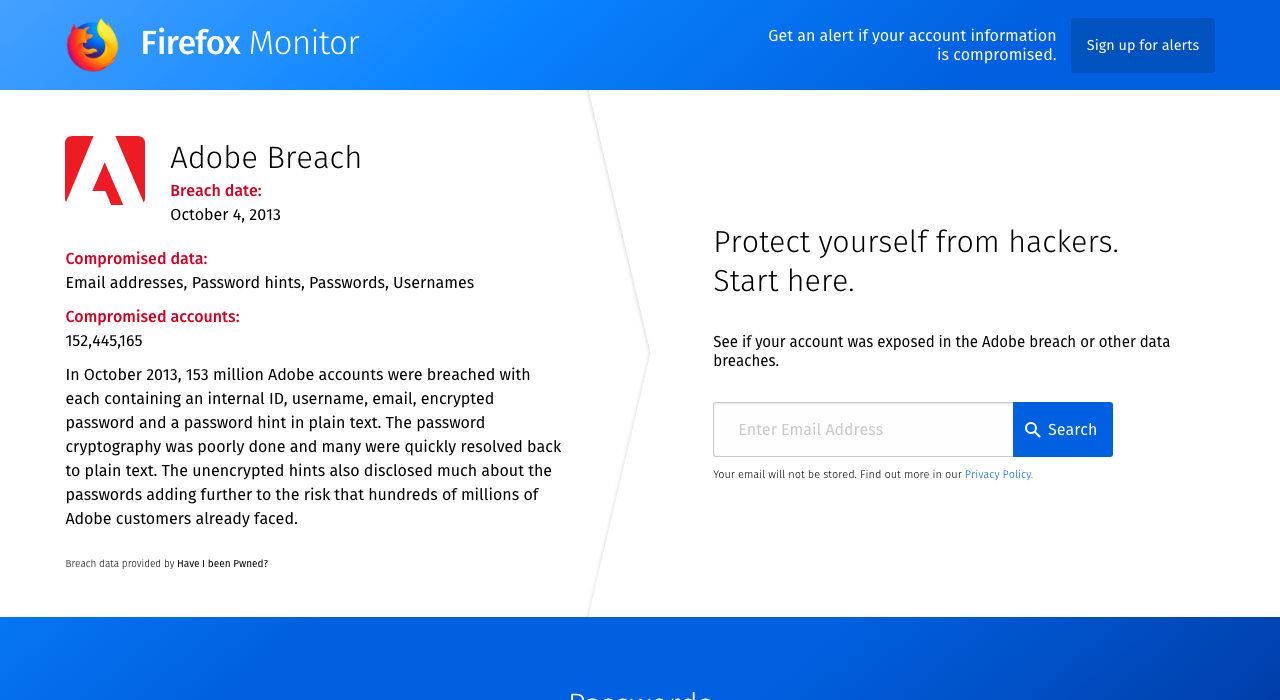 Firefox Monitor
Get an alert if your account information
is compromised.
Sign up for alerts
Adobe Breach
Breach date:
October 4, 2013
Compromised data:
Email addresses, Password hints, Passwords, Usernames
Compromised accounts:
152,445,165
In October 2013, 153 million Adobe accounts were breached with
each containing an internal ID, username, email, encrypted
password and a password hint in plain text. The password
cryptography was poorly done and many were quickly resolved back
to plain text. The unencrypted hints also disclosed much about the
passwords adding further to the risk that hundreds of millions of
Adobe customers already faced.
Breach data provided by Have I been Pwned?
Protect yourself from hackers.
Start here.
See if your account was exposed in the Adobe breach or other data
breaches.
Enter Email Address
Search
Your email will not be stored. Find out more in our Privacy Policy.
Passwords